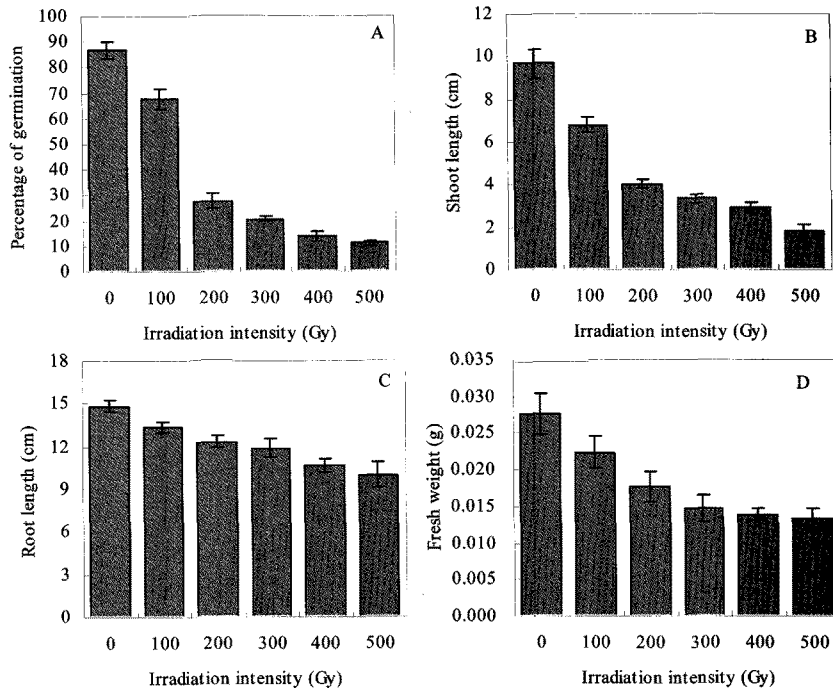 A
Percentage of germination
100
90
80
70
60
50
40
30
20
10
0
0 100 200 300 400 500
Irradiation intensity (Gy)
B
Shoot length (cm)
12
10
8
6
4
2
0
0 100 200 300 400 500
Irradiation intensity (Gy)
C
Root length (cm)
18
15
12
9
6
3
0
0 100 200 300 400 500
Irradiation intensity (Gy)
D
Fresh weight (g)
0.035
0.030
0.025
0.020
0.015
0.010
0.005
0.000
0 100 200 300 400 500
Irradiation intensity (Gy)